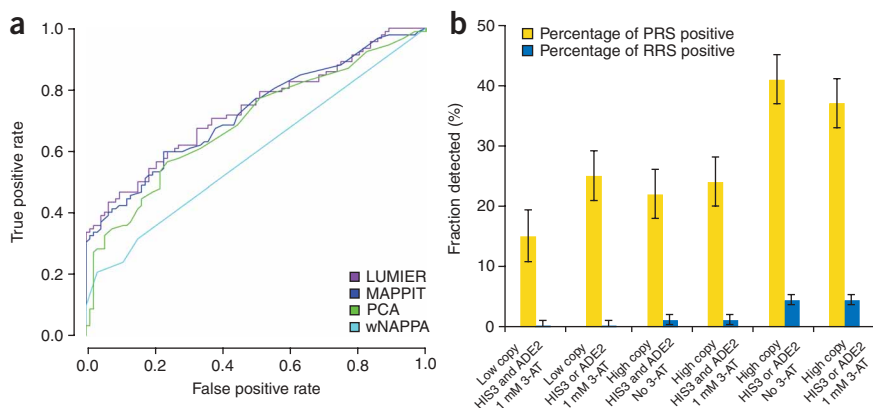 a
True positive rate
1.0
0.8
0.6
0.4
0.2
0.0
0.0
0.2
0.4
0.6
0.8
1.0
False positive rate
LUMIER
MAPPIT
PCA
wNAPPA
b
Fraction detected (%)
50
40
30
20
10
0
Percentage of PRS positive
Percentage of RRS positive
Low copy
HIS3 and ADE2
1 mM 3-AT
Low copy
HIS3 or ADE2
1 mM 3-AT
High copy
HIS3 and ADE2
No 3-AT
High copy
HIS3 and ADE2
1 mM 3-AT
High copy
HIS3 or ADE2
No 3-AT
High copy
HIS3 or ADE2
1 mM 3-AT